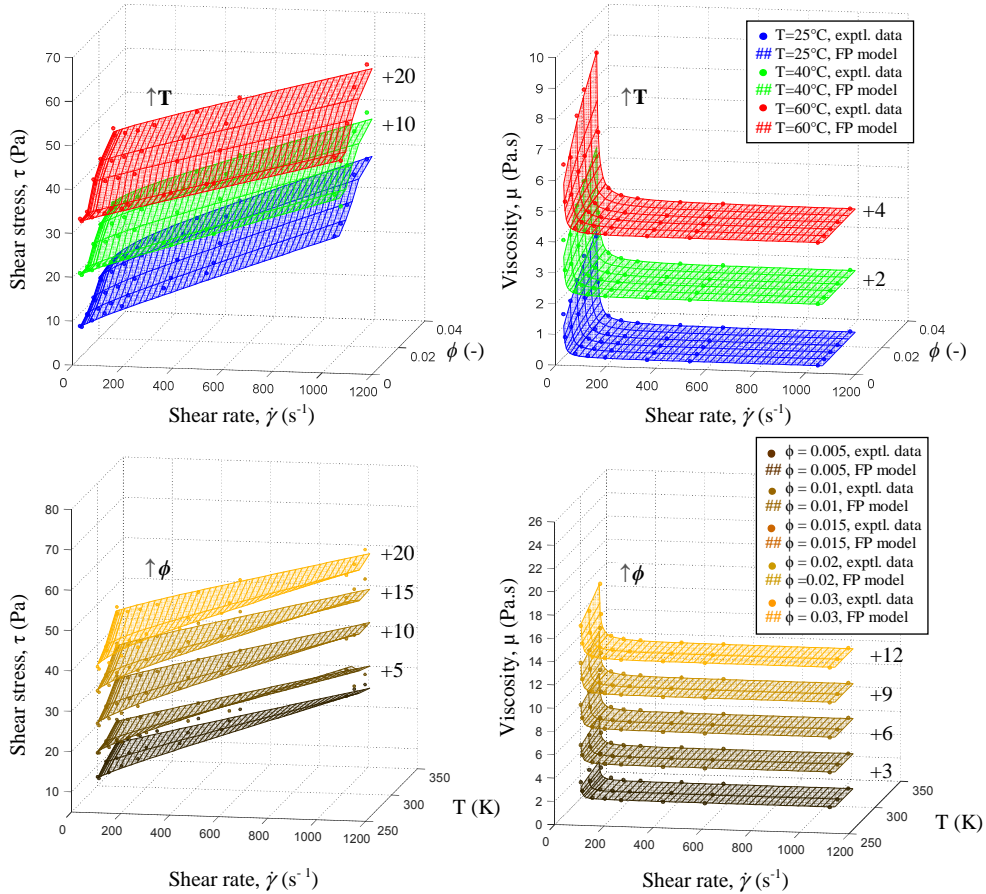 70
60
50
40
30
20
10
0
Shear stress, τ (Pa)
↑T
+20
+10
0.04
0.02
0
ϕ (-)
0
200
400
600
800
1000
1200
Shear rate, γ̇ (s⁻¹)
10
9
8
7
6
5
4
3
2
1
0
Viscosity, μ (Pa.s)
↑T
T=25°C, exptl. data
## T=25°C, FP model
T=40°C, exptl. data
## T=40°C, FP model
T=60°C, exptl. data
## T=60°C, FP model
+4
+2
0.04
0.02
0
ϕ (-)
0
200
400
600
800
1000
1200
Shear rate, γ̇ (s⁻¹)
80
70
60
50
40
30
20
10
Shear stress, τ (Pa)
↑ϕ
+20
+15
+10
+5
350
300
250
T (K)
0
200
400
600
800
1000
1200
Shear rate, γ̇ (s⁻¹)
26
24
22
20
18
16
14
12
10
8
6
4
2
0
Viscosity, μ (Pa.s)
↑ϕ
ϕ = 0.005, exptl. data
## ϕ = 0.005, FP model
ϕ = 0.01, exptl. data
## ϕ = 0.01, FP model
ϕ = 0.015, exptl. data
## ϕ = 0.015, FP model
ϕ = 0.02, exptl. data
## ϕ =0.02, FP model
ϕ = 0.03, exptl. data
## ϕ = 0.03, FP model
+12
+9
+6
+3
350
300
250
T (K)
0
200
400
600
800
1000
1200
Shear rate, γ̇ (s⁻¹)